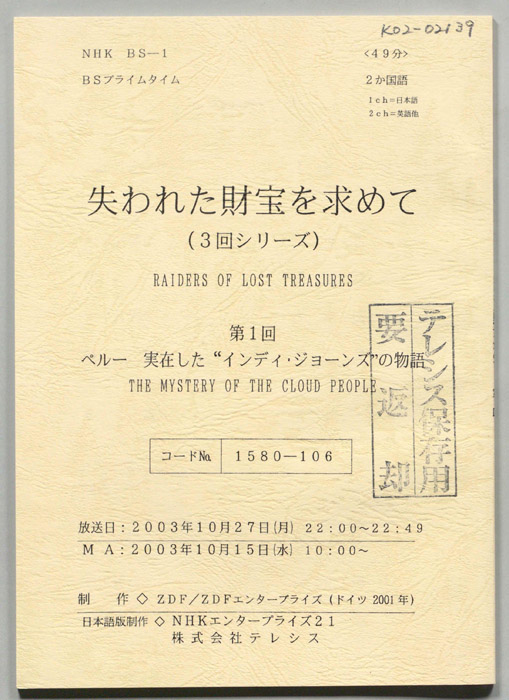 K02-02139
NHK BS—1 <49分>
BSプライムタイム 2か国語
1ch=日本語
2ch=英語他
失われた財宝を求めて
(3回シリーズ)
RAIDERS OF LOST TREASURES
第1回
ペルー 実在した“インディ・ジョーンズ”の物語
THE MYSTERY OF THE CLOUD PEOPLE
テレシス保存用
要返却
コード№ 1580—106
放送日:2003年10月27日(月) 22:00~22:49
MA:2003年10月15日(水) 10:00~
制 作◇ ZDF/ZDFエンタープライズ (ドイツ 2001年)
日本語版制作◇ NHKエンタープライズ21
株式会社テレシス